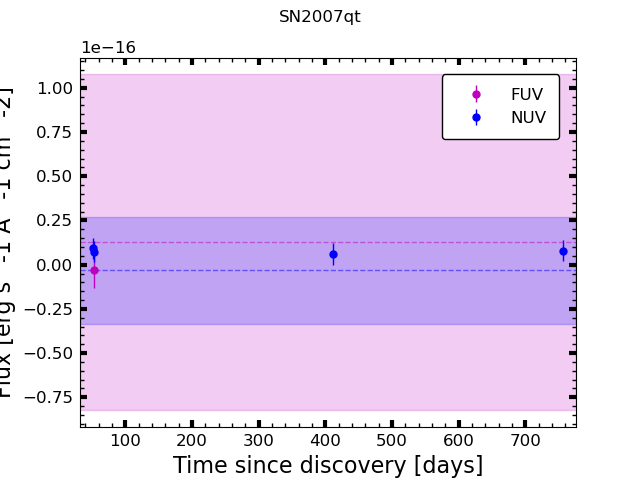 SN2007qt
1e−16
FUV
NUV
1.00
0.75
0.50
0.25
0.00
−0.25
−0.50
−0.75
100
200
300
400
500
600
700
Time since discovery [days]
Flux [erg s -1 A -1 cm -2]